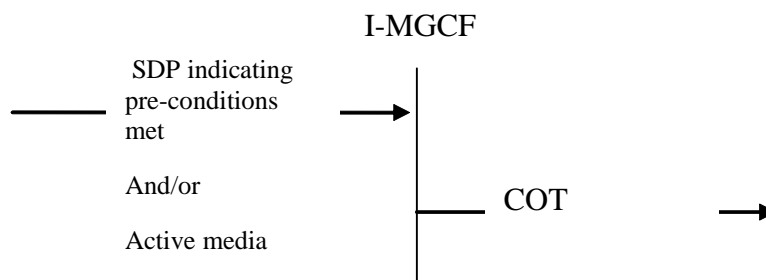 I-MGCF
SDP indicating
pre-conditions
met
And/or
COT
Active media